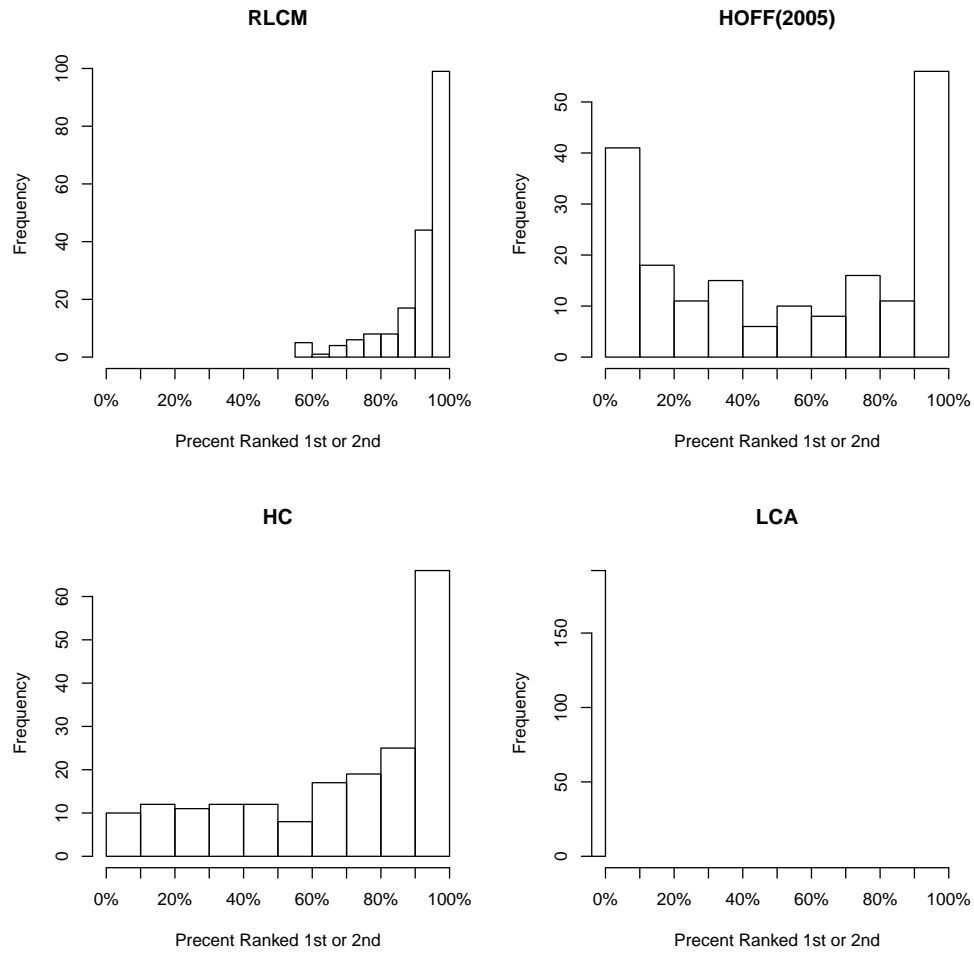 RLCM
Frequency
100
80
60
40
20
0
0% 20% 40% 60% 80% 100%
Precent Ranked 1st or 2nd
HOFF(2005)
Frequency
50
40
30
20
10
0
0% 20% 40% 60% 80% 100%
Precent Ranked 1st or 2nd
HC
Frequency
60
50
40
30
20
10
0
0% 20% 40% 60% 80% 100%
Precent Ranked 1st or 2nd
LCA
Frequency
150
100
50
0
0% 20% 40% 60% 80% 100%
Precent Ranked 1st or 2nd